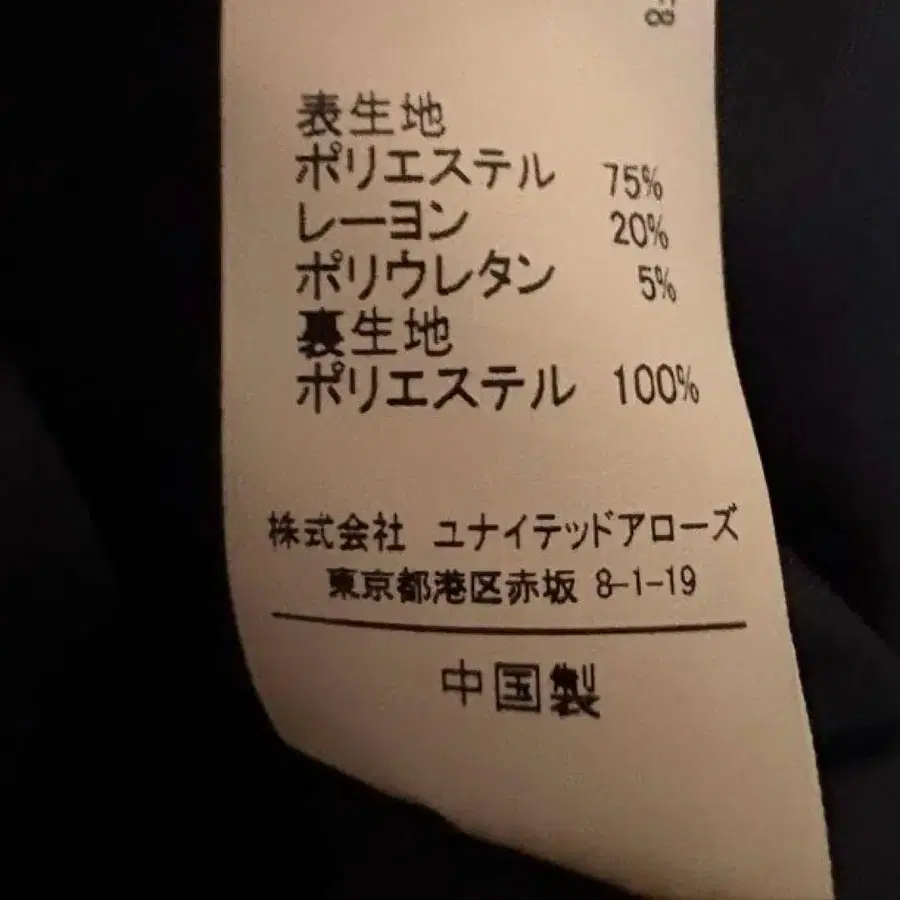 表生地
ポリエステル 75%
レーヨン 20%
ポリウレタン 5%
裏生地
ポリエステル 100%
株式会社 ユナイテッドアローズ
東京都港区赤坂 8-1-19
中国製